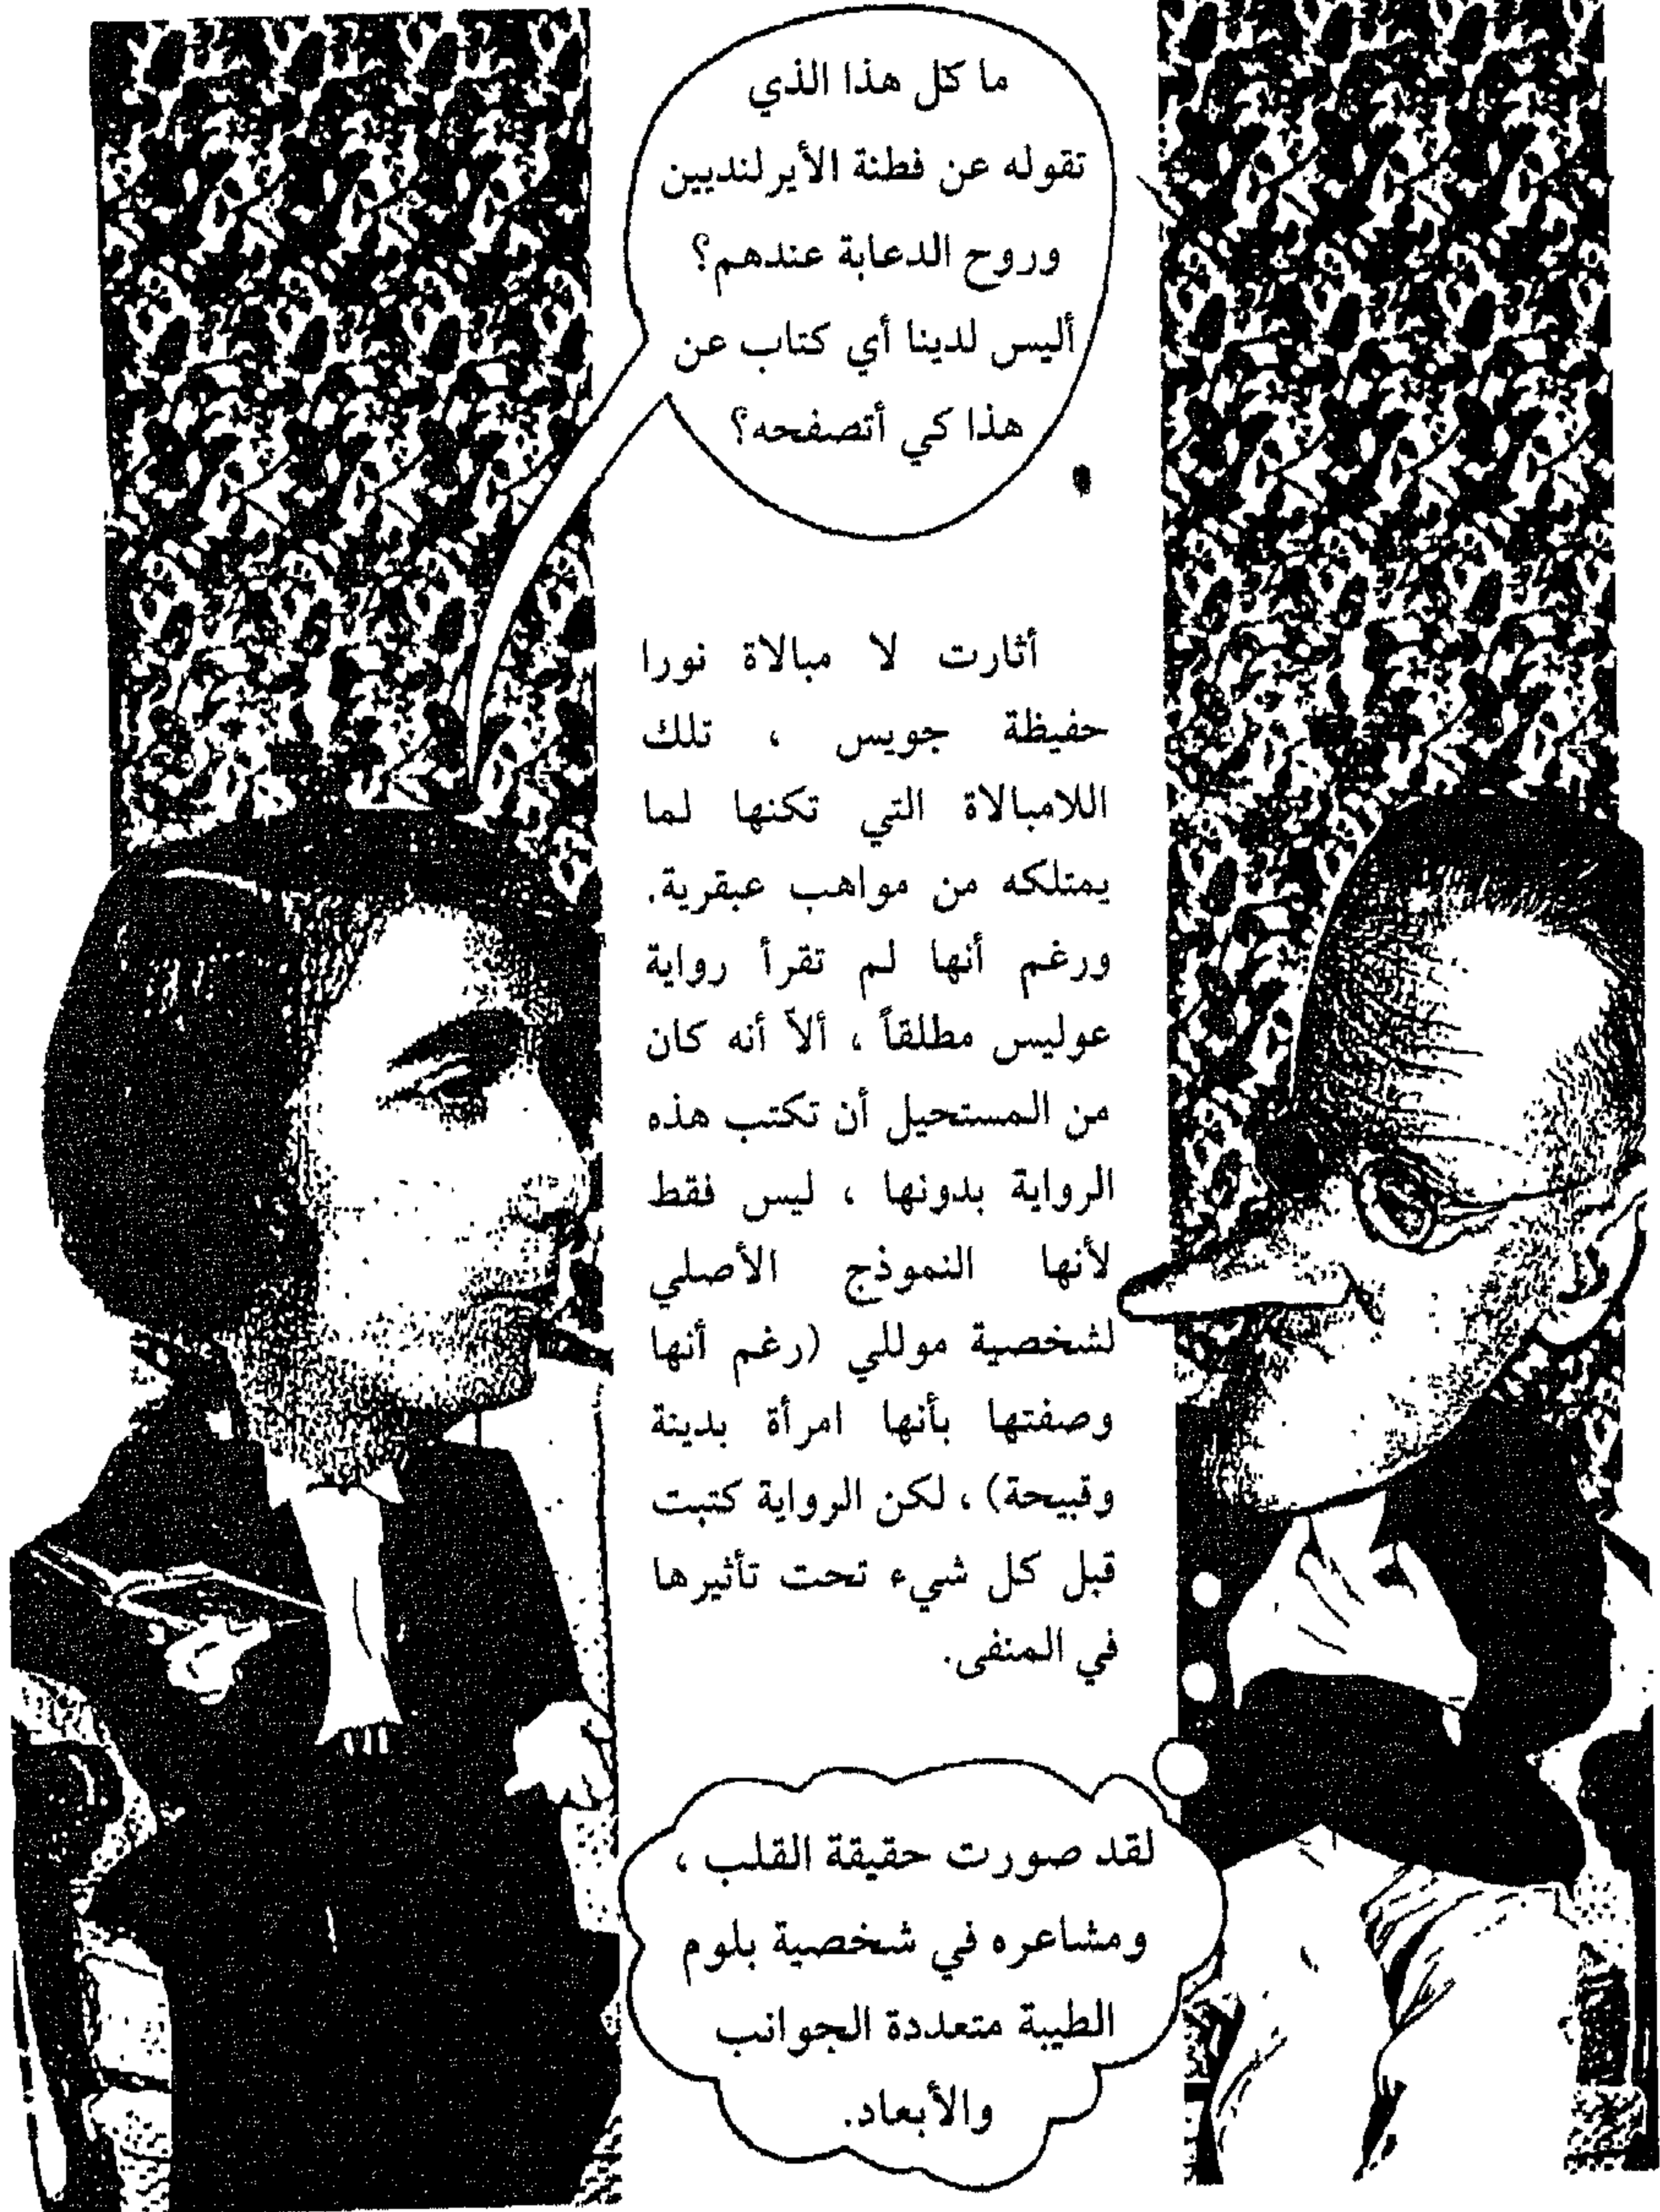 ما كل هذا الذي
تقوله عن فطنة الأيرلنديين
وروح الدعابة عندهم؟
أليس لدينا أي كتاب عن
هذا كي أتصفحه؟
أثارت لا مبالاة نورا
حفيظة جويس ، تلك
اللامبالاة التي تكنها لما
يمتلكه من مواهب عبقرية.
ورغم أنها لم تقرأ رواية
عوليس مطلقاً ، ألاّ أنه كان
من المستحيل أن تكتب هذه
الرواية بدونها ، ليس فقط
لأنها النموذج الأصلي
لشخصية موللي (رغم أنها
وصفتها بأنها امرأة بدينة
وقبيحة) ، لكن الرواية كتبت
قبل كل شيء تحت تأثيرها
في المنفى.
لقد صورت حقيقة القلب ،
ومشاعره في شخصية بلوم
الطيبة متعددة الجوانب
والأبعاد.